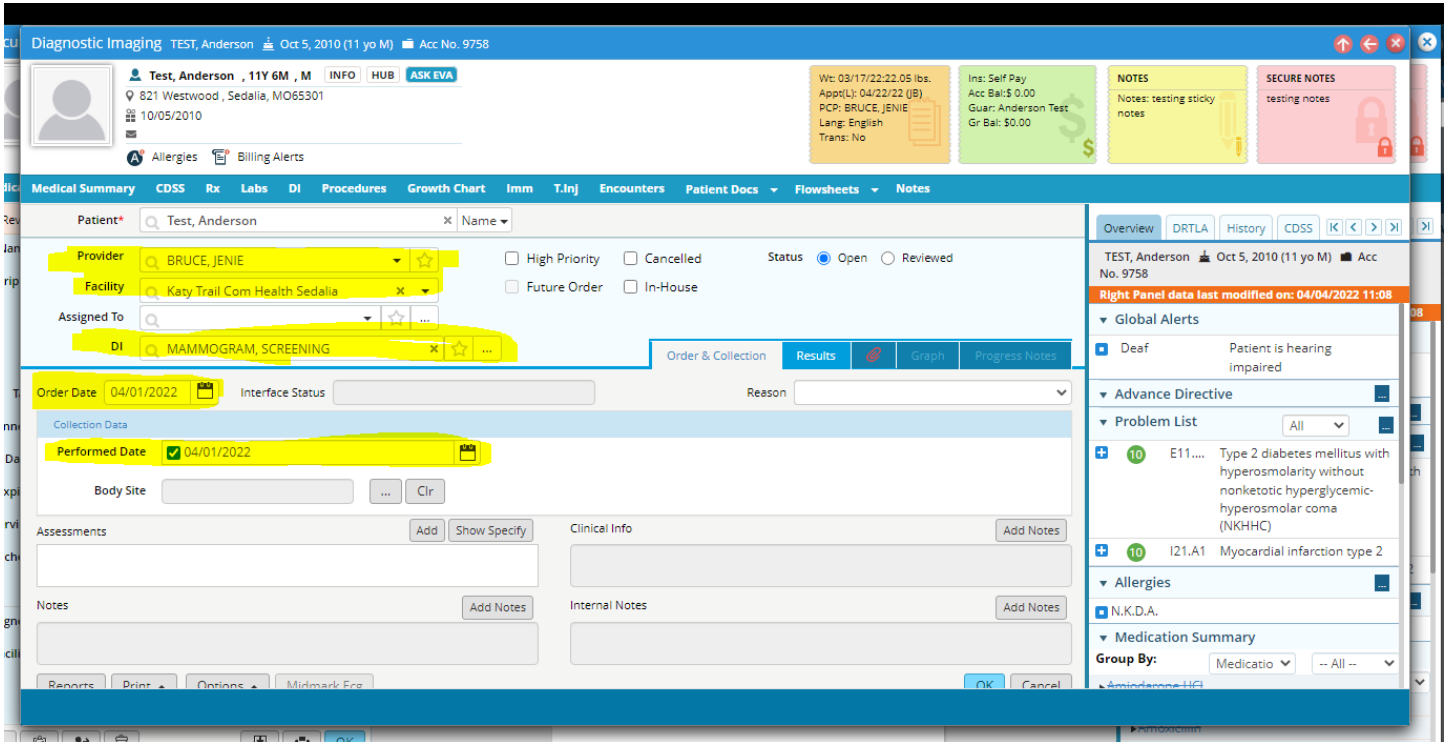 Diagnostic Imaging TEST, Anderson Oct 5, 2010 (11 yo M) Acc No. 9758
Test, Anderson , 11Y 6M , M INFO HUB ASK EVA
821 Westwood , Sedalia, MO65301
10/05/2010
Allergies Billing Alerts
Wt: 03/17/22:22.05 lbs.
Appt(L): 04/22/22 (JB)
PCP: BRUCE, JENIE
Lang: English
Trans: No
Ins: Self Pay
Acc Bal:$ 0.00
Guar: Anderson Test
Gr Bal: $0.00
NOTES
Notes: testing sticky
notes
SECURE NOTES
testing notes
Medical Summary CDSS Rx Labs DI Procedures Growth Chart Imm T.Inj Encounters Patient Docs Flowsheets Notes
Patient* Test, Anderson × Name
Provider BRUCE, JENIE
Facility Katy Trail Com Health Sedalia ×
Assigned To ...
DI MAMMOGRAM, SCREENING × ...
High Priority Cancelled Status Open Reviewed
Future Order In-House
Order & Collection Results Graph Progress Notes
Order Date 04/01/2022 Interface Status Reason
Collection Data
Performed Date 04/01/2022
Body Site ... Clr
Assessments Add Show Specify Clinical Info Add Notes
Notes Add Notes Internal Notes Add Notes
Reports Print Options Midmark Ecg OK Cancel
Overview DRTLA History CDSS
TEST, Anderson Oct 5, 2010 (11 yo M) Acc
No. 9758
Right Panel data last modified on: 04/04/2022 11:08
Global Alerts
Deaf Patient is hearing
impaired
Advance Directive ...
Problem List All ...
10 E11.... Type 2 diabetes mellitus with
hyperosmolarity without
nonketotic hyperglycemic-
hyperosmolar coma
(NKHHC)
10 I21.A1 Myocardial infarction type 2
Allergies ...
N.K.D.A.
Medication Summary
Group By: Medicatio -- All --
Amiodarone HCl
Amoxicillin
OK